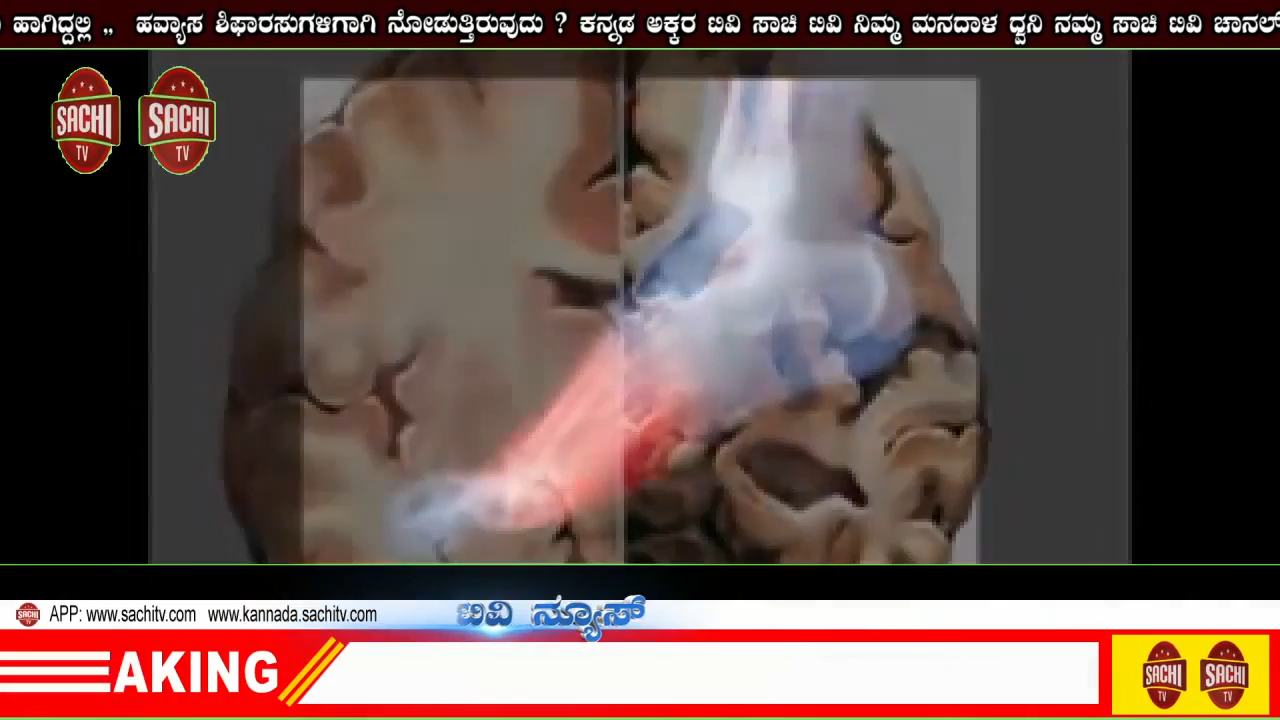 ಹಾಗಿದ್ದಲ್ಲಿ ,, ಹವ್ಯಾಸ ಶಿಫಾರಸುಗಳಿಗಾಗಿ ನೋಡುತ್ತಿರುವುದು ? ಕನ್ನಡ ಅಕ್ಕರ ಟಿವಿ ಸಾಚಿ ಟಿವಿ ನಿಮ್ಮ ಮನದಾಳ ಧ್ವನಿ ನಮ್ಮ ಸಾಚಿ ಟಿವಿ ಚಾನಲ್
SACHI TV SACHI TV
APP: www.sachitv.com www.kannada.sachitv.com ಟಿವಿ ನ್ಯೂಸ್
AKING
SACHI TV SACHI TV